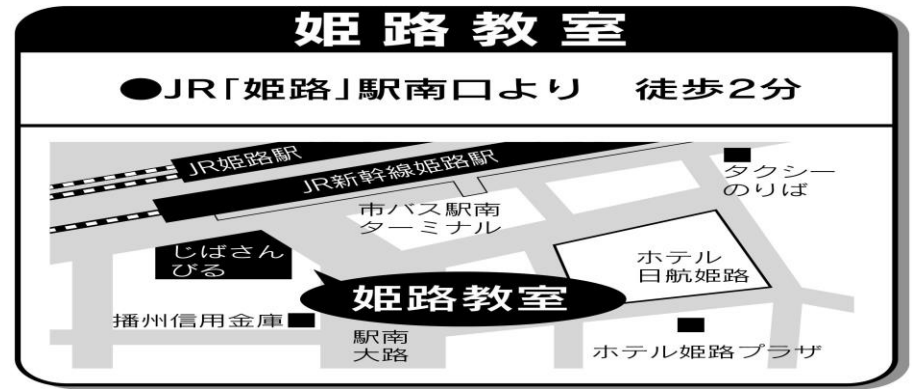 姫路教室
●JR「姫路」駅南口より　徒歩2分
JR姫路駅
JR新幹線姫路駅
タクシー
のりば
市バス駅南
ターミナル
じばさん
びる
ホテル
日航姫路
姫路教室
播州信用金庫
駅南
大路
ホテル姫路プラザ